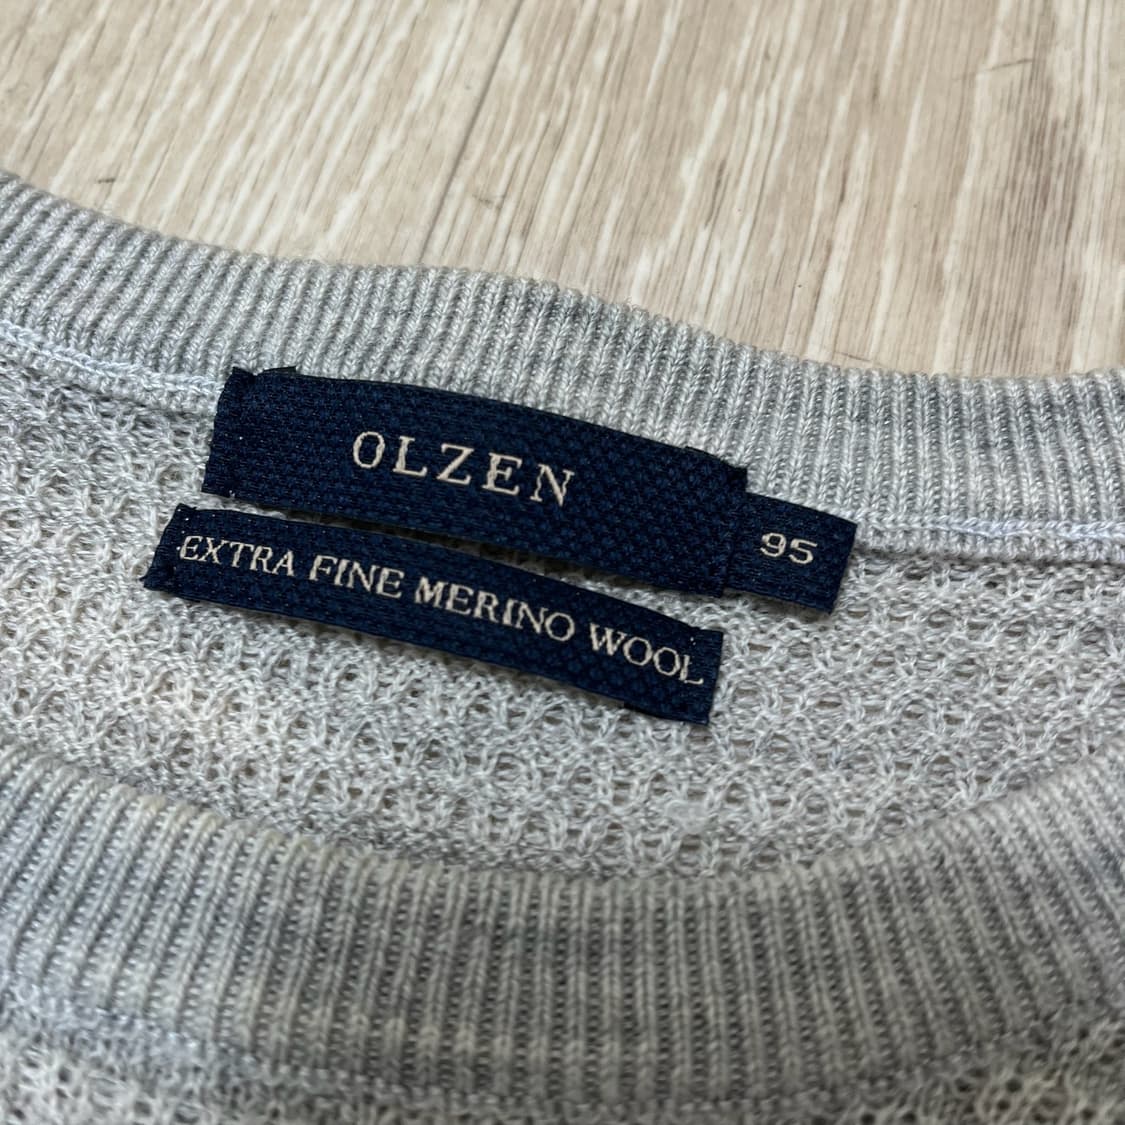 OLZEN
95
EXTRA FINE MERINO WOOL